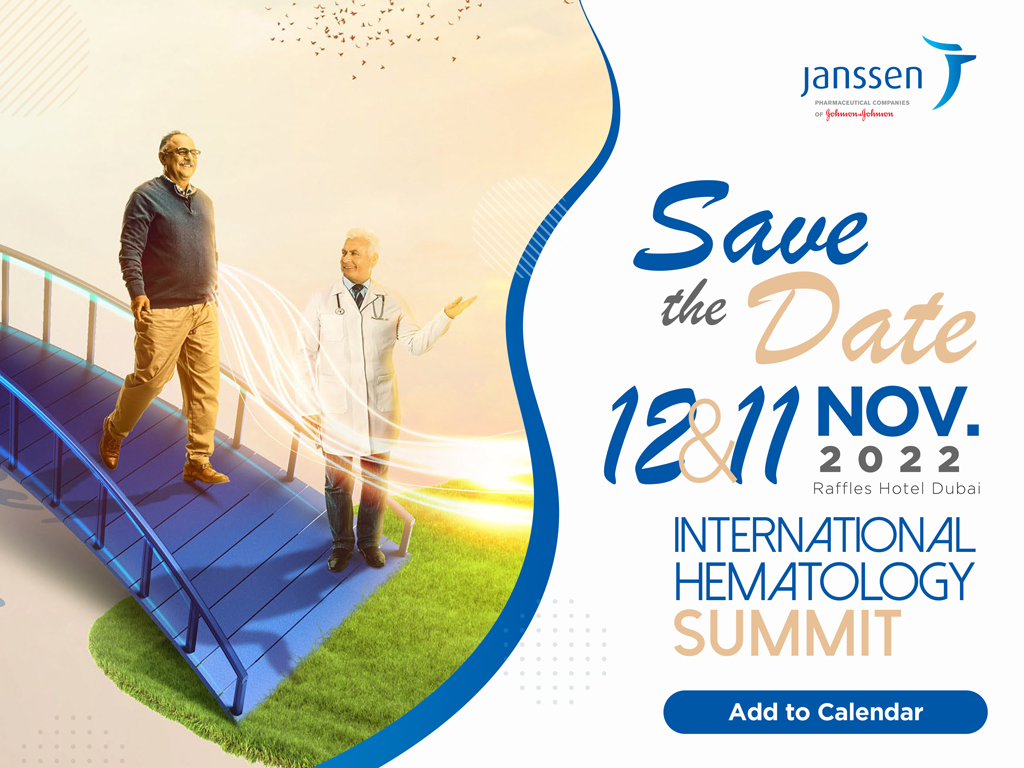 Janssen
PHARMACEUTICAL COMPANIES
OF Johnson & Johnson
Save
the Date
12&11 NOV.
2022
Raffles Hotel Dubai
INTERNATIONAL
HEMATOLOGY
SUMMIT
Add to Calendar